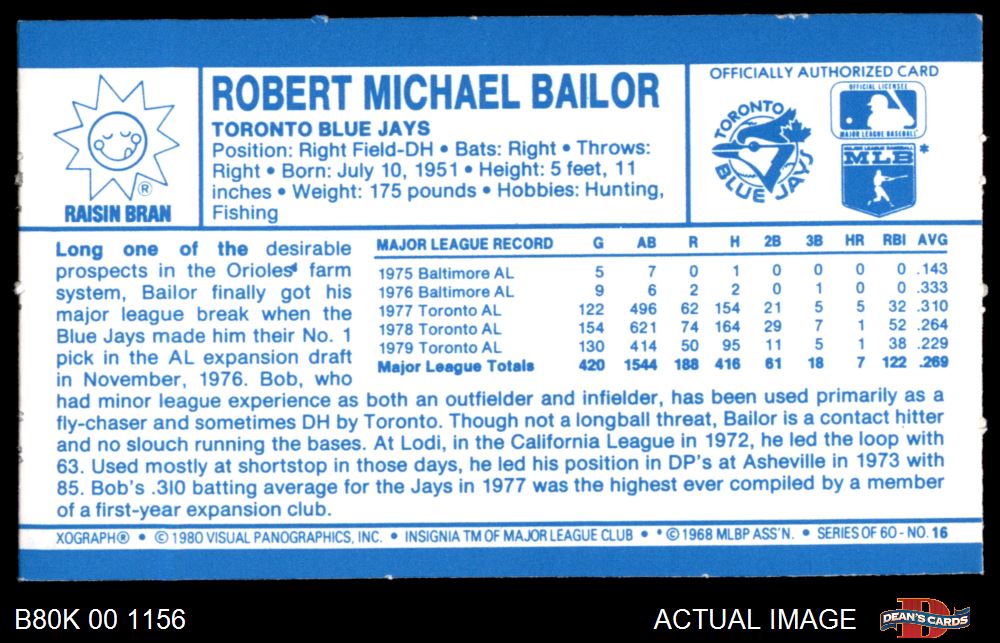 RAISIN BRAN
®
ROBERT MICHAEL BAILOR
TORONTO BLUE JAYS
Position: Right Field-DH • Bats: Right • Throws:
Right • Born: July 10, 1951 • Height: 5 feet, 11
inches • Weight: 175 pounds • Hobbies: Hunting,
Fishing
OFFICIALLY AUTHORIZED CARD
TORONTO
BLUE JAYS
OFFICIAL LICENSEE
MAJOR LEAGUE BASEBALL
MAJOR LEAGUE BASEBALL
MLB *
Long one of the desirable
prospects in the Orioles' farm
system, Bailor finally got his
major league break when the
Blue Jays made him their No. 1
pick in the AL expansion draft
in November, 1976. Bob, who
had minor league experience as both an outfielder and infielder, has been used primarily as a
fly-chaser and sometimes DH by Toronto. Though not a longball threat, Bailor is a contact hitter
and no slouch running the bases. At Lodi, in the California League in 1972, he led the loop with
63. Used mostly at shortstop in those days, he led his position in DP's at Asheville in 1973 with
85. Bob's .310 batting average for the Jays in 1977 was the highest ever compiled by a member
of a first-year expansion club.
MAJOR LEAGUE RECORD G AB R H 2B 3B HR RBI AVG
1975 Baltimore AL 5 7 0 1 0 0 0 0 .143
1976 Baltimore AL 9 6 2 2 0 1 0 0 .333
1977 Toronto AL 122 496 62 154 21 5 5 32 .310
1978 Toronto AL 154 621 74 164 29 7 1 52 .264
1979 Toronto AL 130 414 50 95 11 5 1 38 .229
Major League Totals 420 1544 188 416 61 18 7 122 .269
XOGRAPH® • © 1980 VISUAL PANOGRAPHICS, INC. • INSIGNIA TM OF MAJOR LEAGUE CLUB • * © 1968 MLBP ASS'N. • SERIES OF 60 - NO. 16
B80K 00 1156
ACTUAL IMAGE
DEAN'S CARDS